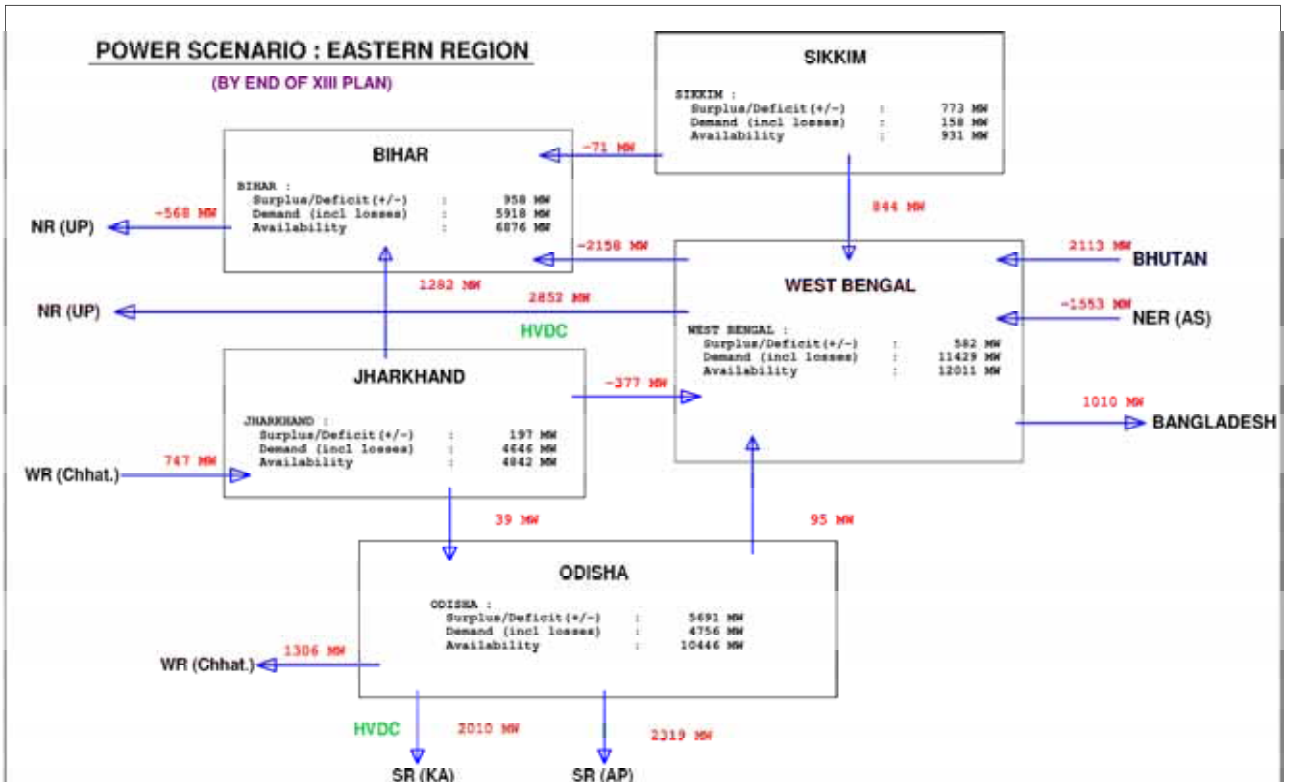 POWER SCENARIO : EASTERN REGION
(BY END OF XIII PLAN)
SIKKIM
SIKKIM :
Surplus/Deficit(+/-) : 773 MW
Demand (incl losses) : 158 MW
Availability : 931 MW
BIHAR
BIHAR :
Surplus/Deficit(+/-) : 958 MW
Demand (incl losses) : 5918 MW
Availability : 6876 MW
-71 MW
NR (UP)
-568 MW
844 MW
-2158 MW
2113 MW
BHUTAN
WEST BENGAL
WEST BENGAL :
Surplus/Deficit(+/-) : 582 MW
Demand (incl losses) : 11429 MW
Availability : 12011 MW
1282 MW
2852 MW
NR (UP)
HVDC
-1553 MW
NER (AS)
JHARKHAND
JHARKHAND :
Surplus/Deficit(+/-) : 197 MW
Demand (incl losses) : 4646 MW
Availability : 4842 MW
-377 MW
1010 MW
BANGLADESH
WR (Chhat.)
747 MW
39 MW
95 MW
ODISHA
ODISHA :
Surplus/Deficit(+/-) : 5691 MW
Demand (incl losses) : 4756 MW
Availability : 10446 MW
WR (Chhat.)
1306 MW
HVDC
2010 MW
2319 MW
SR (KA)
SR (AP)